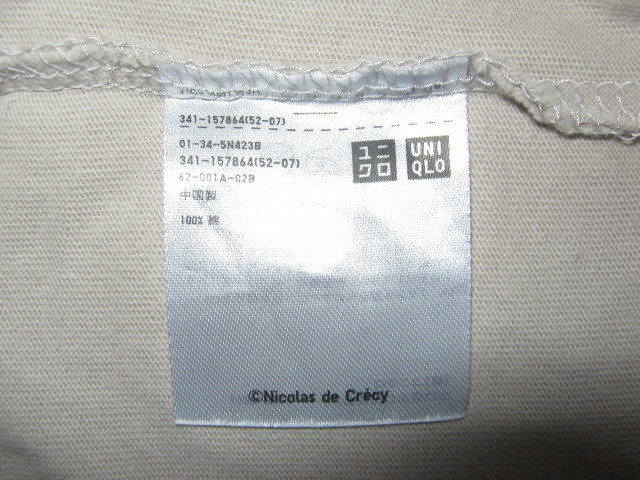 341-157864(52-07)
01-34-5N423B
341-157864(52-07)
62-001A-02B
中国製
100% 綿
ユニ
クロ
UNI
QLO
©Nicolas de Crécy